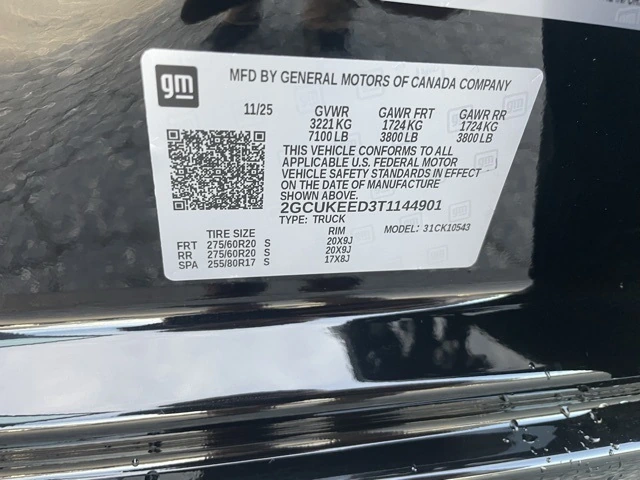 gm
MFD BY GENERAL MOTORS OF CANADA COMPANY
11/25 GVWR GAWR FRT GAWR RR
3221 KG 1724 KG 1724 KG
7100 LB 3800 LB 3800 LB
THIS VEHICLE CONFORMS TO ALL
APPLICABLE U.S. FEDERAL MOTOR
VEHICLE SAFETY STANDARDS IN EFFECT
ON THE DATE OF MANUFACTURE
SHOWN ABOVE.
2GCUKEED3T1144901
TYPE: TRUCK MODEL: 31CK10543
TIRE SIZE RIM
FRT 275/60R20 S 20X9J
RR 275/60R20 S 20X9J
SPA 255/80R17 S 17X8J